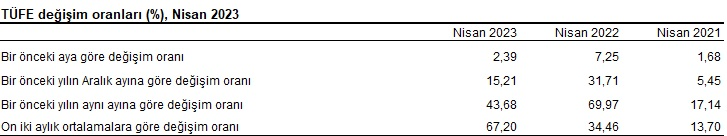 TÜFE değişim oranları (%), Nisan 2023
Nisan 2023 Nisan 2022 Nisan 2021
Bir önceki aya göre değişim oranı 2,39 7,25 1,68
Bir önceki yılın Aralık ayına göre değişim oranı 15,21 31,71 5,45
Bir önceki yılın aynı ayına göre değişim oranı 43,68 69,97 17,14
On iki aylık ortalamalara göre değişim oranı 67,20 34,46 13,70